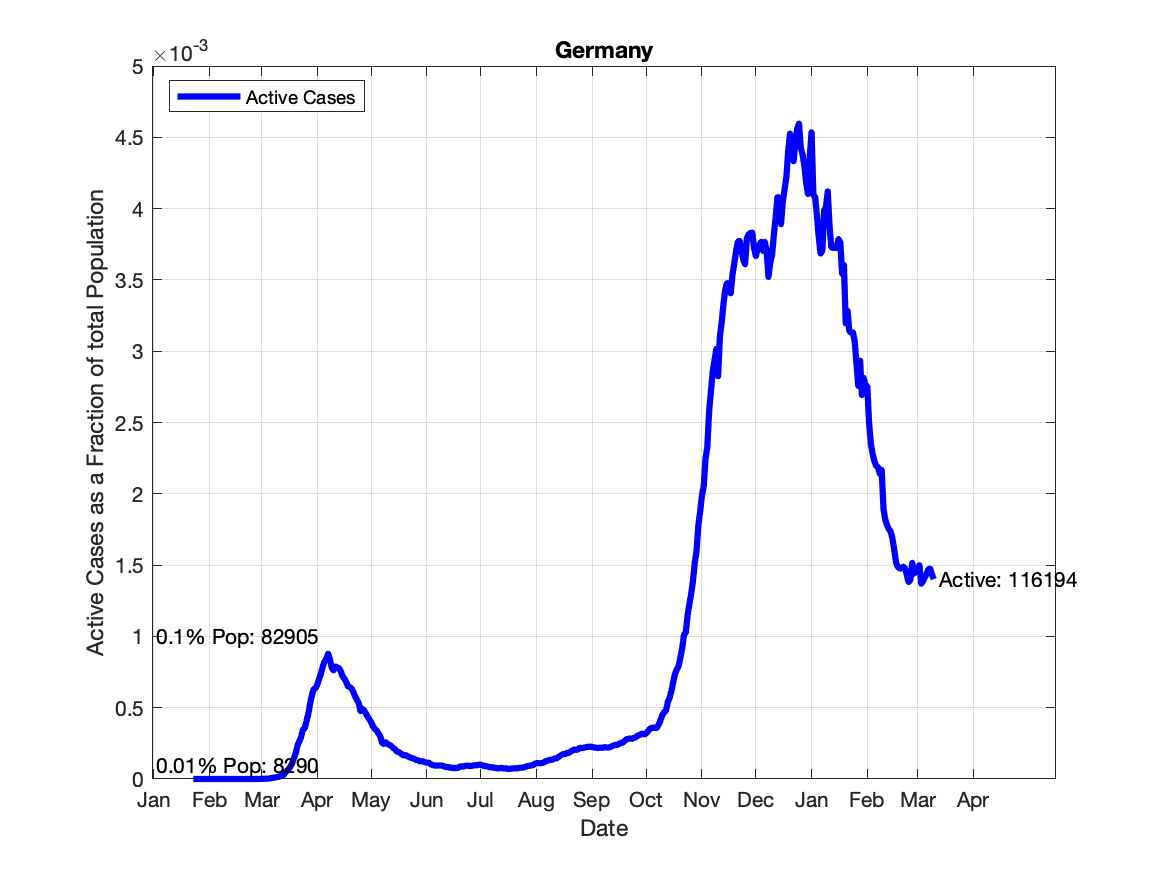 Germany
×10-3
5
4.5
4
3.5
3
2.5
2
1.5
1
0.5
0
Active Cases as a Fraction of total Population
Active Cases
0.1% Pop: 82905
0.01% Pop: 8290
Active: 116194
Jan Feb Mar Apr May Jun Jul Aug Sep Oct Nov Dec Jan Feb Mar Apr
Date